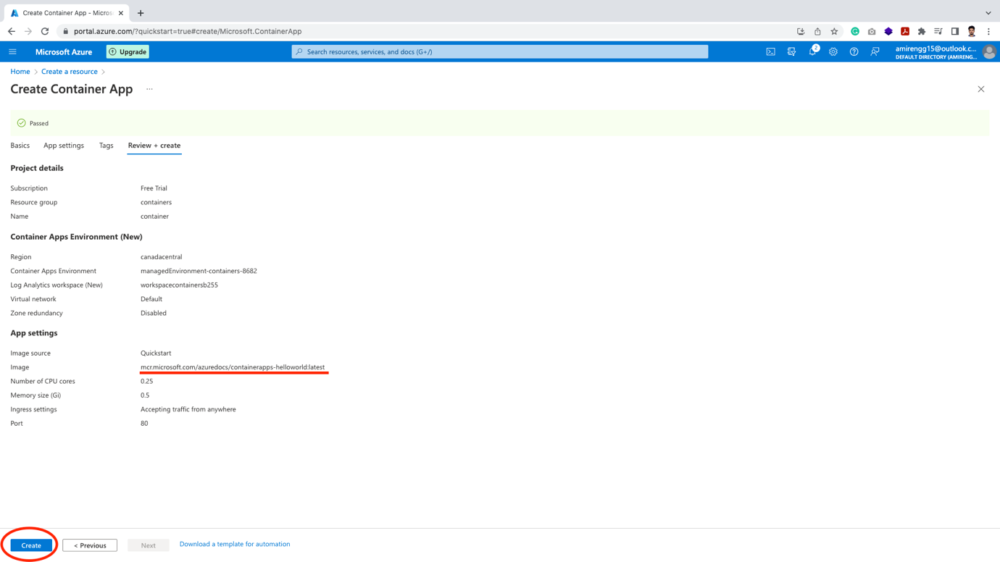 Create Container App - Micros
portal.azure.com/?quickstart=true#create/Microsoft.ContainerApp
Microsoft Azure
Upgrade
Search resources, services, and docs (G+/)
2
amirengg15@outlook.c...
DEFAULT DIRECTORY (AMIRENG...
Home > Create a resource >
Create Container App ...
Passed
Basics App settings Tags Review + create
Project details
Subscription Free Trial
Resource group containers
Name container
Container Apps Environment (New)
Region canadacentral
Container Apps Environment managedEnvironment-containers-8682
Log Analytics workspace (New) workspacecontainersb255
Virtual network Default
Zone redundancy Disabled
App settings
Image source Quickstart
Image mcr.microsoft.com/azuredocs/containerapps-helloworld:latest
Number of CPU cores 0.25
Memory size (Gi) 0.5
Ingress settings Accepting traffic from anywhere
Port 80
Create < Previous Next Download a template for automation